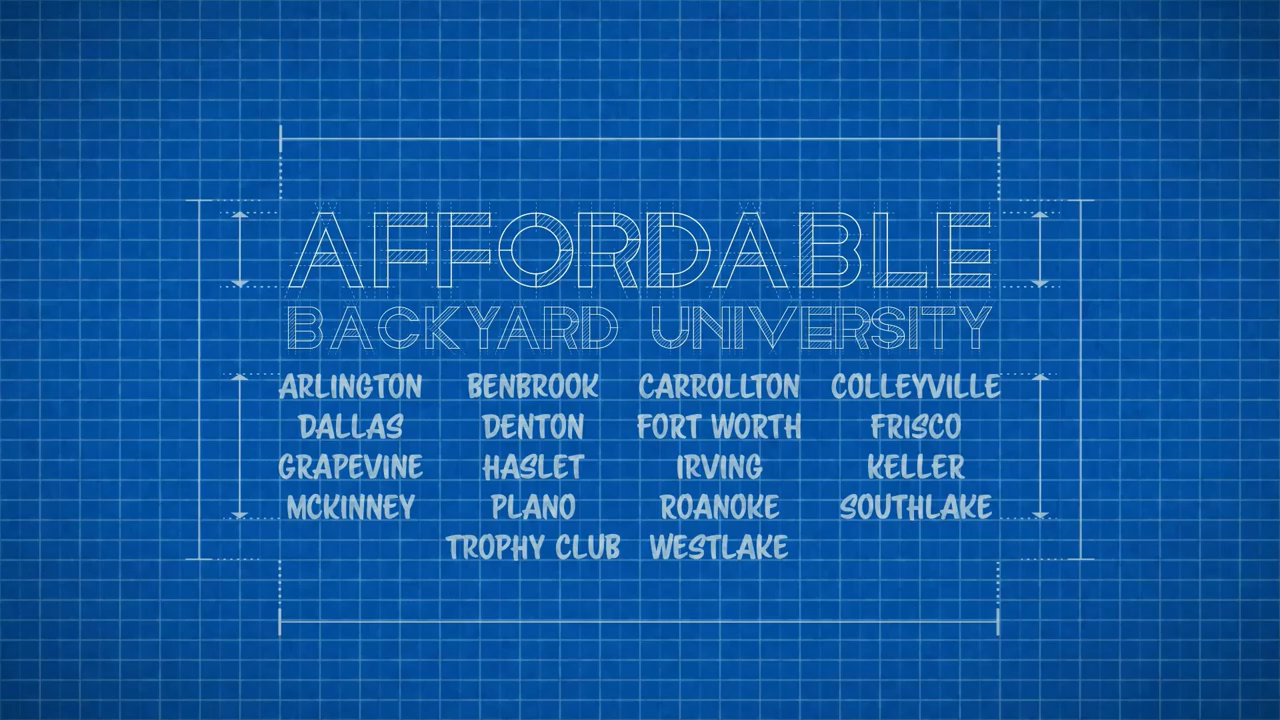 AFFORDABLE
BACKYARD UNIVERSITY
ARLINGTON BENBROOK CARROLLTON COLLEYVILLE
DALLAS DENTON FORT WORTH FRISCO
GRAPEVINE HASLET IRVING KELLER
MCKINNEY PLANO ROANOKE SOUTHLAKE
TROPHY CLUB WESTLAKE